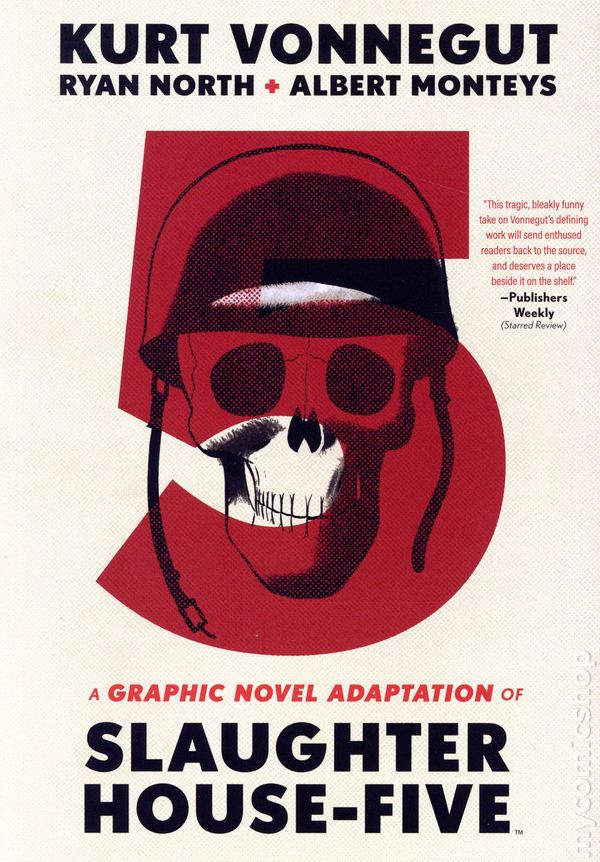 KURT VONNEGUT
RYAN NORTH + ALBERT MONTEYS
5
"This tragic, bleakly funny
take on Vonnegut's defining
work will send enthused
readers back to the source,
and deserves a place
beside it on the shelf."
—Publishers
Weekly
(Starred Review)
A GRAPHIC NOVEL ADAPTATION OF
SLAUGHTER
HOUSE-FIVE™
mycomicshop